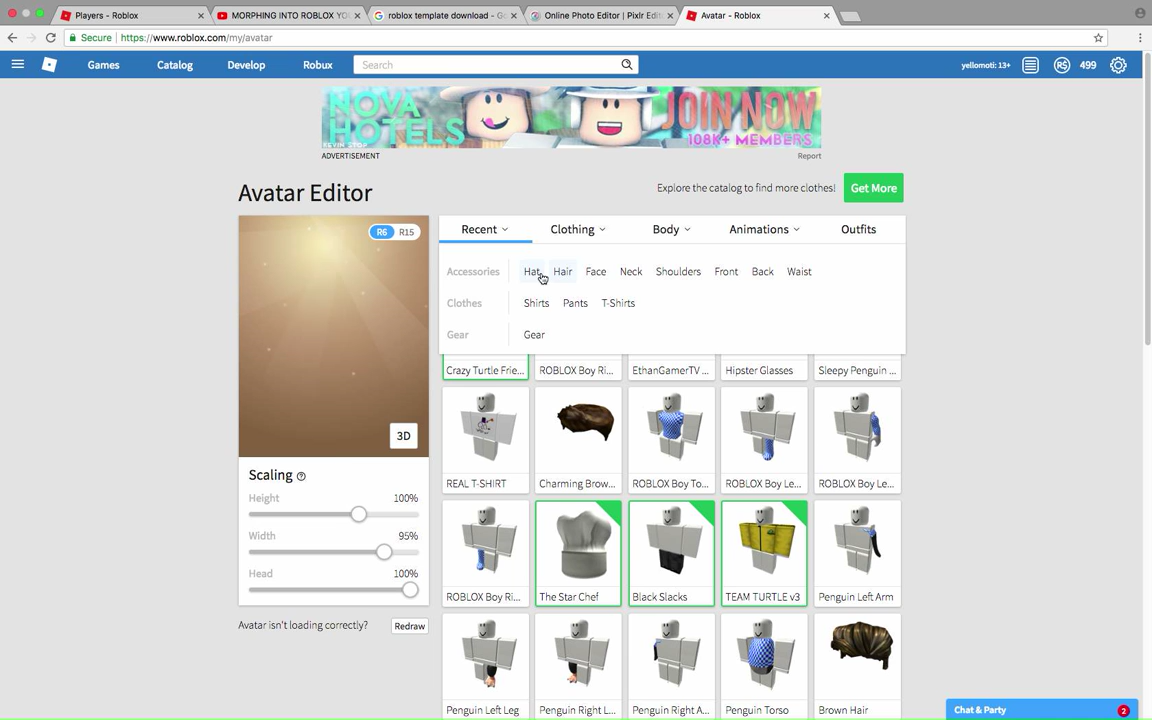 Players - Roblox
MORPHING INTO ROBLOX YO
roblox template download - G
Online Photo Editor | Pixlr Edit
Avatar - Roblox
Secure
https://www.roblox.com/my/avatar
Games
Catalog
Develop
Robux
Search
yellomoti: 13+
R$
499
NOVA HOTELS
JOIN NOW
108K+ MEMBERS
ADVERTISEMENT
Report
Avatar Editor
Explore the catalog to find more clothes!
Get More
R6
R15
3D
Recent
Clothing
Body
Animations
Outfits
Accessories
Hat
Hair
Face
Neck
Shoulders
Front
Back
Waist
Clothes
Shirts
Pants
T-Shirts
Gear
Gear
Crazy Turtle Frie...
ROBLOX Boy Ri...
EthanGamerTV ...
Hipster Glasses
Sleepy Penguin ...
REAL T-SHIRT
Charming Brow...
ROBLOX Boy To...
ROBLOX Boy Le...
ROBLOX Boy Le...
Scaling
Height
100%
Width
95%
Head
100%
Avatar isn't loading correctly?
Redraw
ROBLOX Boy Ri...
The Star Chef
Black Slacks
TEAM TURTLE v3
Penguin Left Arm
Penguin Left Leg
Penguin Right L...
Penguin Right A...
Penguin Torso
Brown Hair
Chat & Party
2